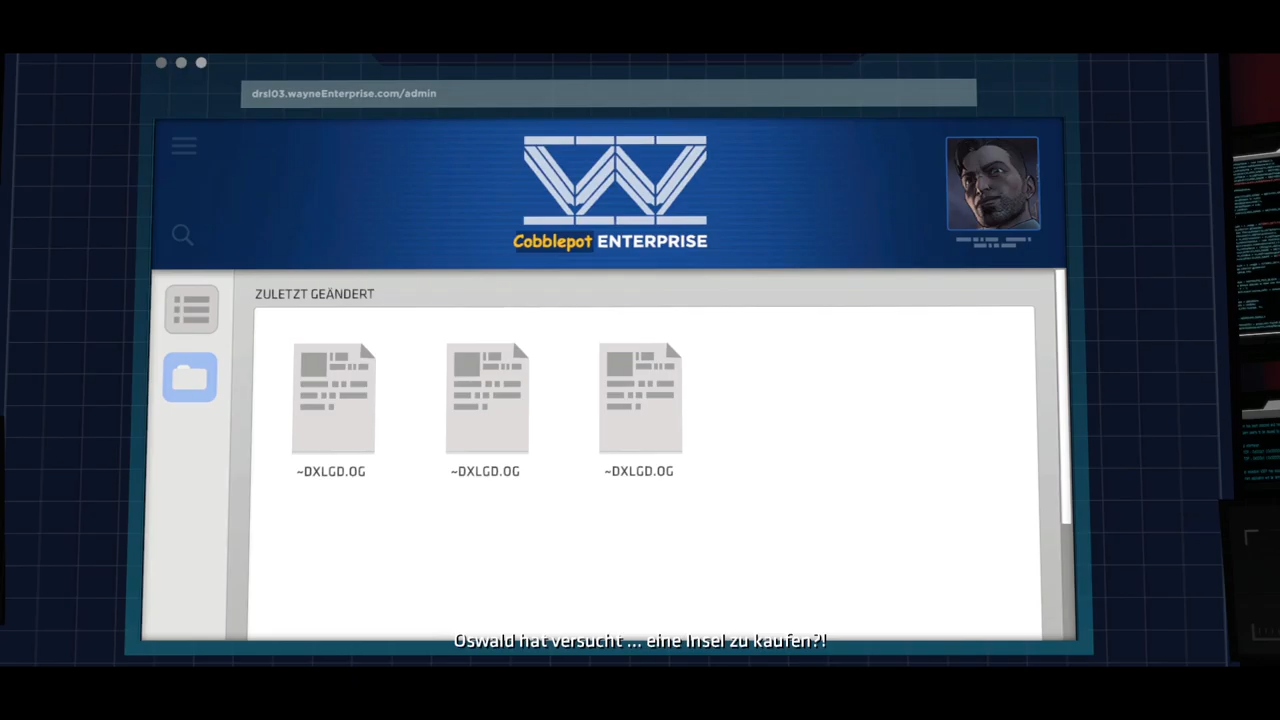 drsl03.wayneEnterprise.com/admin
Cobblepot ENTERPRISE
ZULETZT GEÄNDERT
~DXLGD.OG ~DXLGD.OG ~DXLGD.OG
Oswald hat versucht ... eine Insel zu kaufen?!